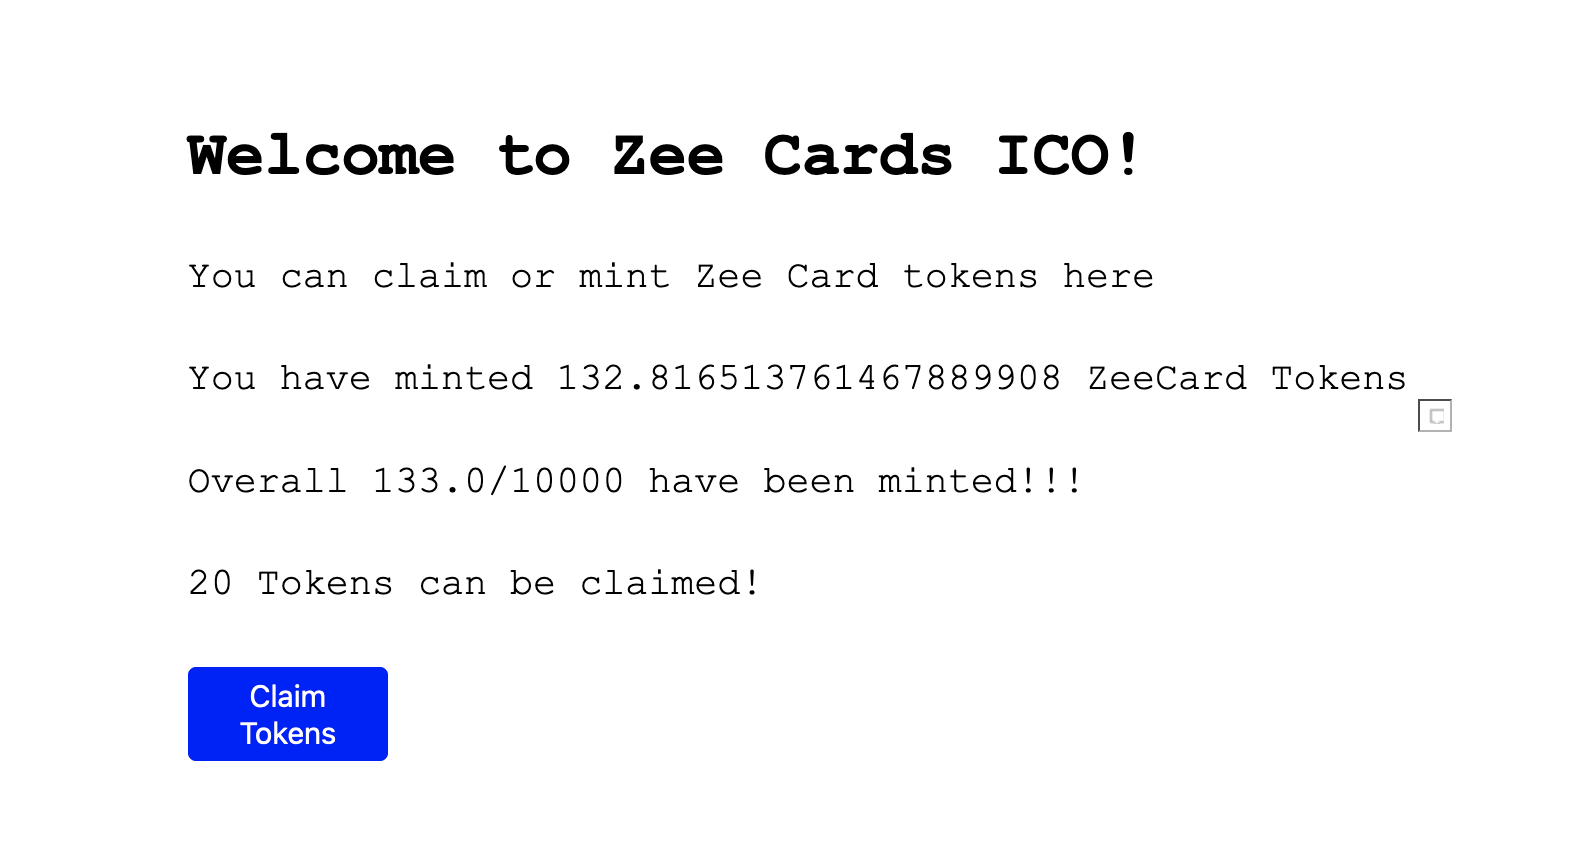 Welcome to Zee Cards ICO!
You can claim or mint Zee Card tokens here
You have minted 132.816513761467889908 ZeeCard Tokens
Overall 133.0/10000 have been minted!!!
20 Tokens can be claimed!
Claim
Tokens